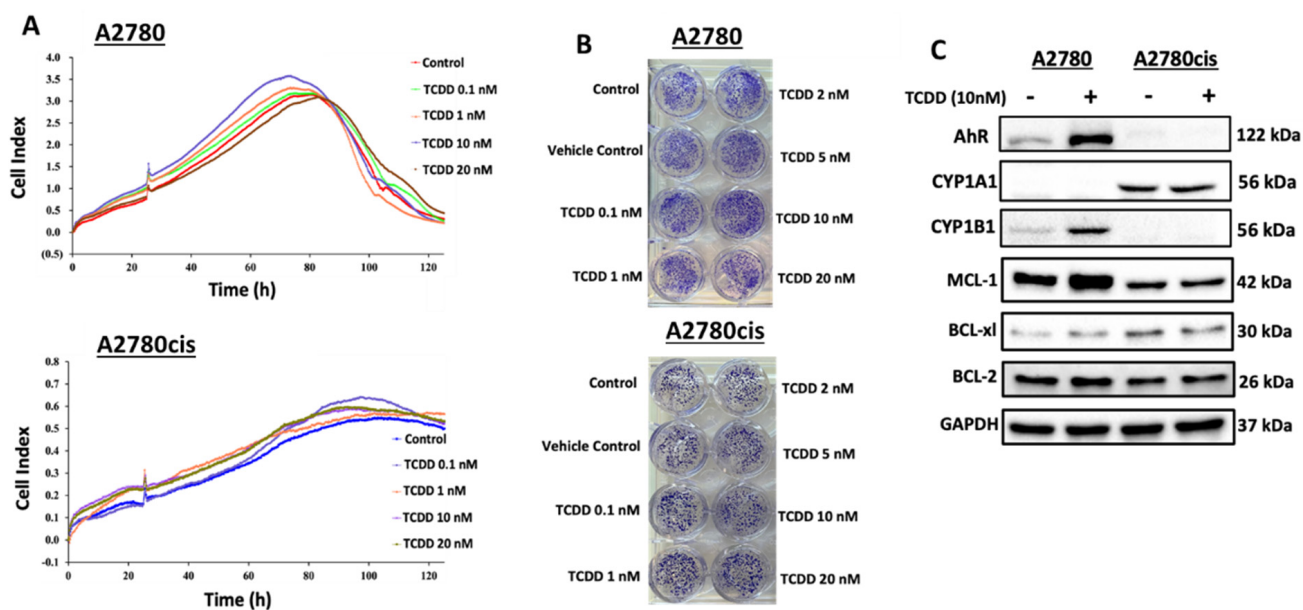 A
A2780
4.0
3.5
3.0
2.5
2.0
1.5
1.0
0.5
0.0
(0.5)
Cell Index
0 20 40 60 80 100 120
Time (h)
Control
TCDD 0.1 nM
TCDD 1 nM
TCDD 10 nM
TCDD 20 nM
A2780cis
0.8
0.7
0.6
0.5
0.4
0.3
0.2
0.1
0.0
-0.1
Cell Index
0 20 40 60 80 100 120
Time (h)
Control
TCDD 0.1 nM
TCDD 1 nM
TCDD 10 nM
TCDD 20 nM
B
A2780
Control TCDD 2 nM
Vehicle Control TCDD 5 nM
TCDD 0.1 nM TCDD 10 nM
TCDD 1 nM TCDD 20 nM
A2780cis
Control TCDD 2 nM
Vehicle Control TCDD 5 nM
TCDD 0.1 nM TCDD 10 nM
TCDD 1 nM TCDD 20 nM
C
A2780 A2780cis
TCDD (10nM) - + - +
AhR 122 kDa
CYP1A1 56 kDa
CYP1B1 56 kDa
MCL-1 42 kDa
BCL-xl 30 kDa
BCL-2 26 kDa
GAPDH 37 kDa